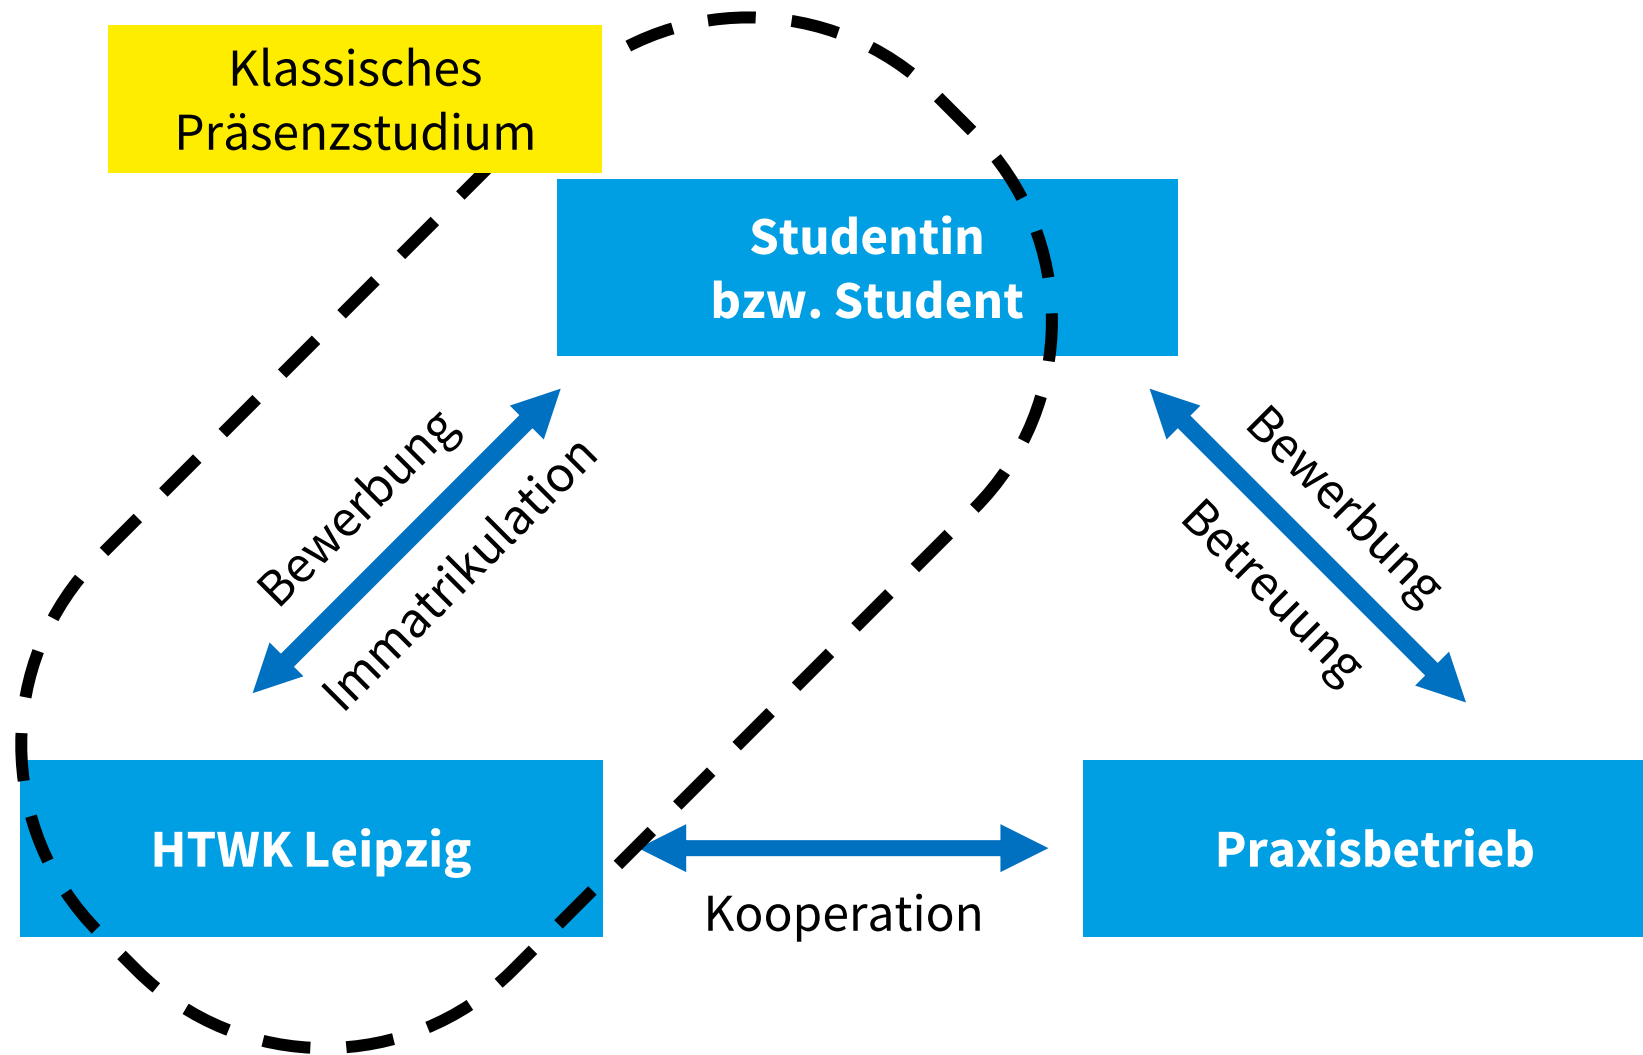 Klassisches
Präsenzstudium
Studentin
bzw. Student
Bewerbung
Immatrikulation
Bewerbung
Betreuung
HTWK Leipzig
Kooperation
Praxisbetrieb